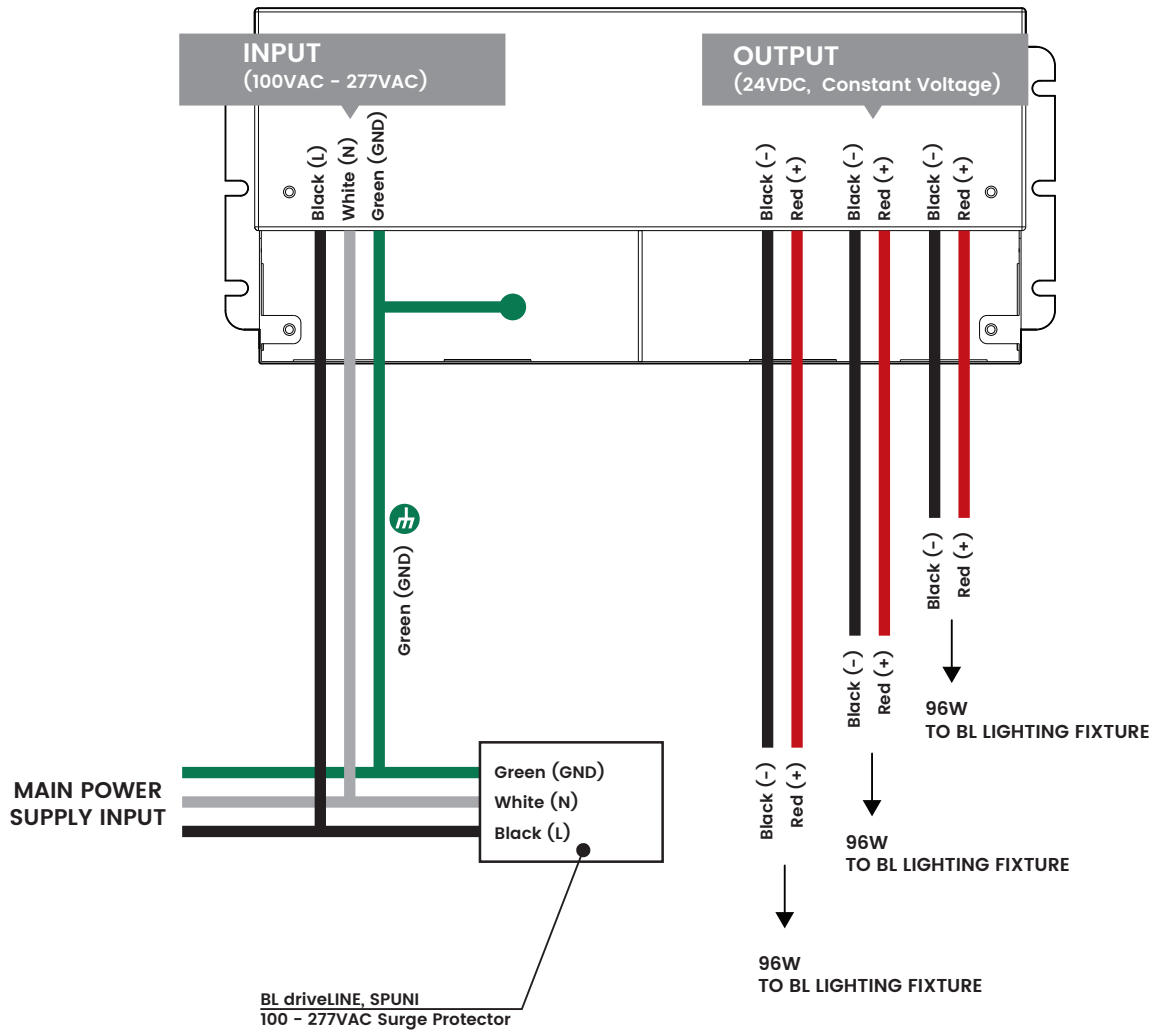 INPUT
(100VAC - 277VAC)
OUTPUT
(24VDC, Constant Voltage)
Black (L)
White (N)
Green (GND)
Black (-)
Red (+)
Black (-)
Red (+)
Black (-)
Red (+)
Green (GND)
Black (-)
Red (+)
96W
TO BL LIGHTING FIXTURE
Black (-)
Red (+)
96W
TO BL LIGHTING FIXTURE
Black (-)
Red (+)
96W
TO BL LIGHTING FIXTURE
MAIN POWER
SUPPLY INPUT
Green (GND)
White (N)
Black (L)
BL driveLINE, SPUNI
100 - 277VAC Surge Protector